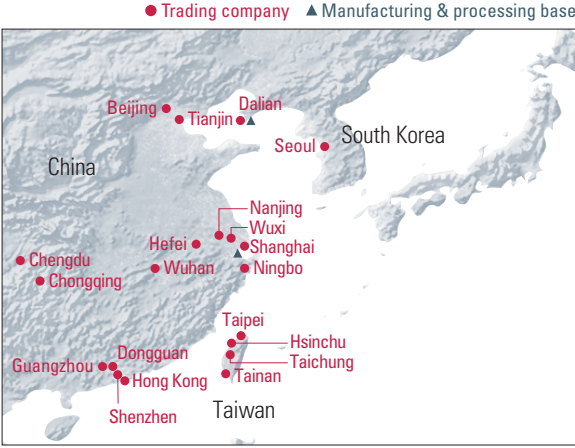 ● Trading company ▲ Manufacturing & processing base
Dalian
Beijing
Tianjin
South Korea
Seoul
China
Nanjing
Wuxi
Hefei
Shanghai
Chengdu
Wuhan
Ningbo
Chongqing
Taipei
Hsinchu
Dongguan
Taichung
Guangzhou
Tainan
Hong Kong
Taiwan
Shenzhen